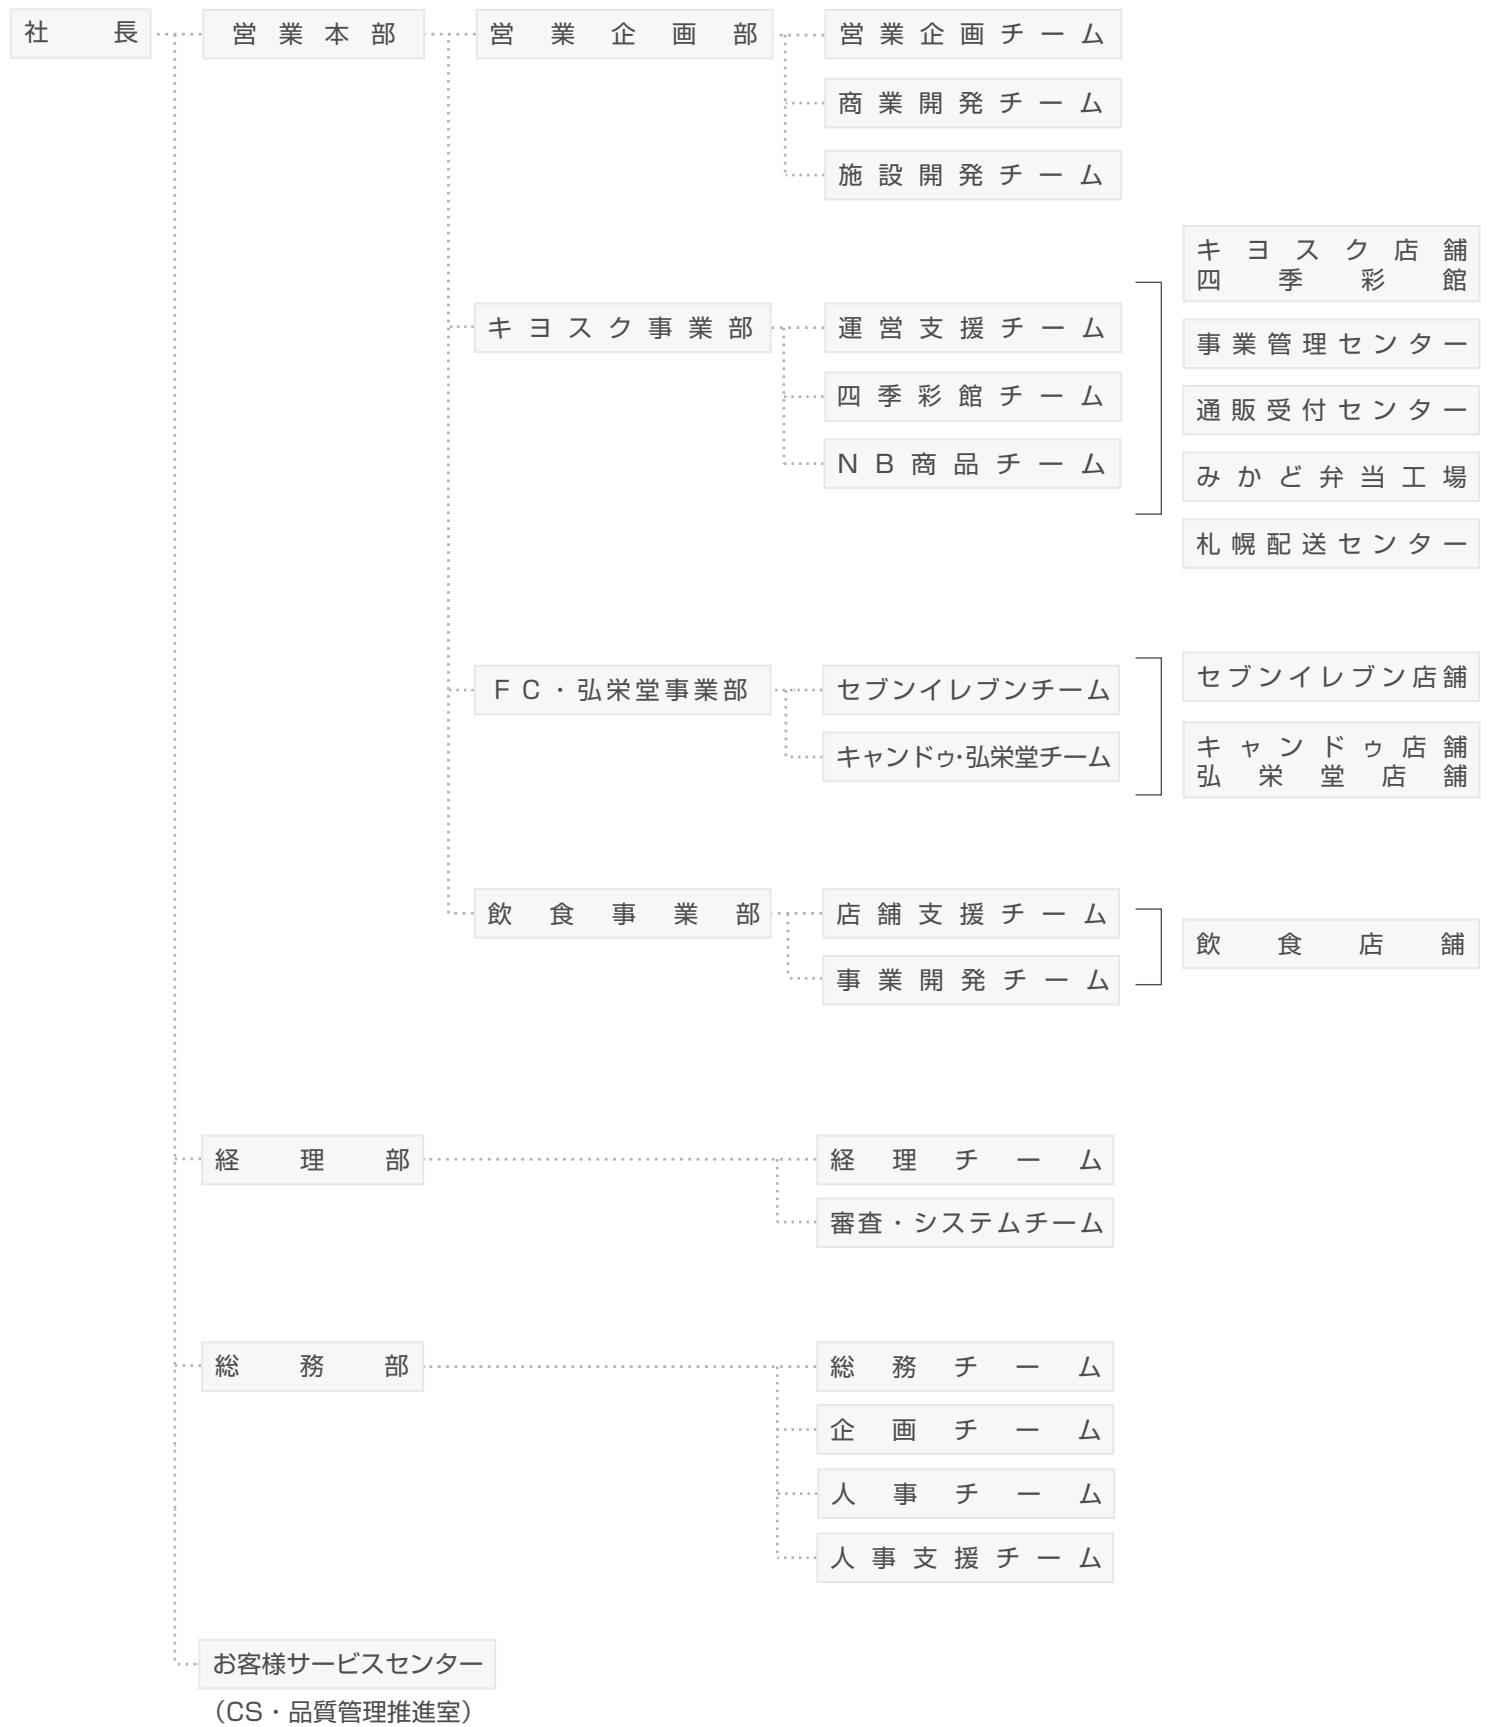 社長
営業本部
営業企画部
営業企画チーム
商業開発チーム
施設開発チーム
キヨスク事業部
運営支援チーム
四季彩館チーム
NB商品チーム
キヨスク店舗
四季彩館
事業管理センター
通販受付センター
みかど弁当工場
札幌配送センター
FC・弘栄堂事業部
セブンイレブンチーム
キャンドゥ・弘栄堂チーム
セブンイレブン店舗
キャンドゥ店舗
弘栄堂店舗
飲食事業部
店舗支援チーム
事業開発チーム
飲食店舗
経理部
経理チーム
審査・システムチーム
総務部
総務チーム
企画チーム
人事チーム
人事支援チーム
お客様サービスセンター
（CS・品質管理推進室）